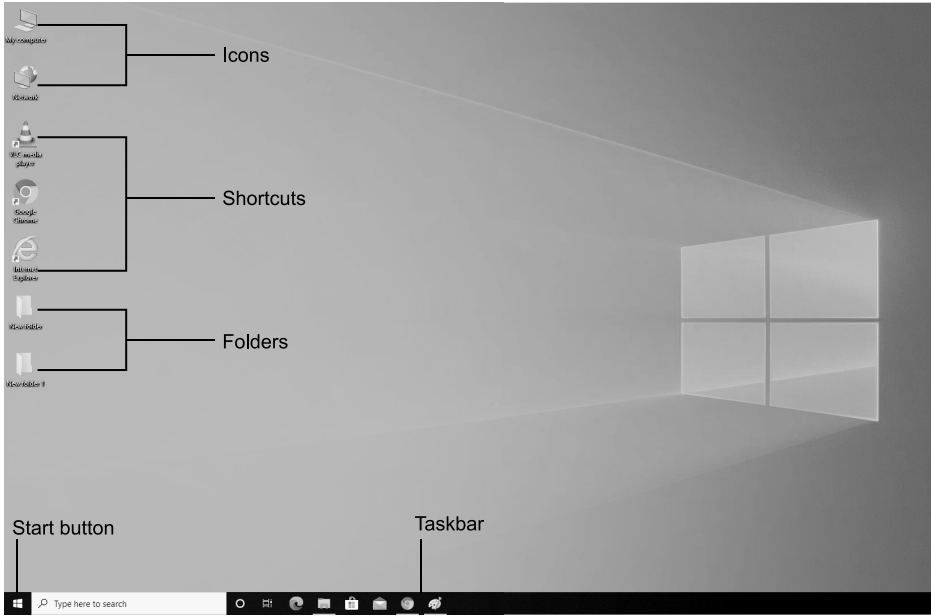 My computer
Icons
Network
VLC media
player
Google
Chrome
Shortcuts
Internet
Explorer
New folder
Folders
New folder 1
Start button
Taskbar
Type here to search